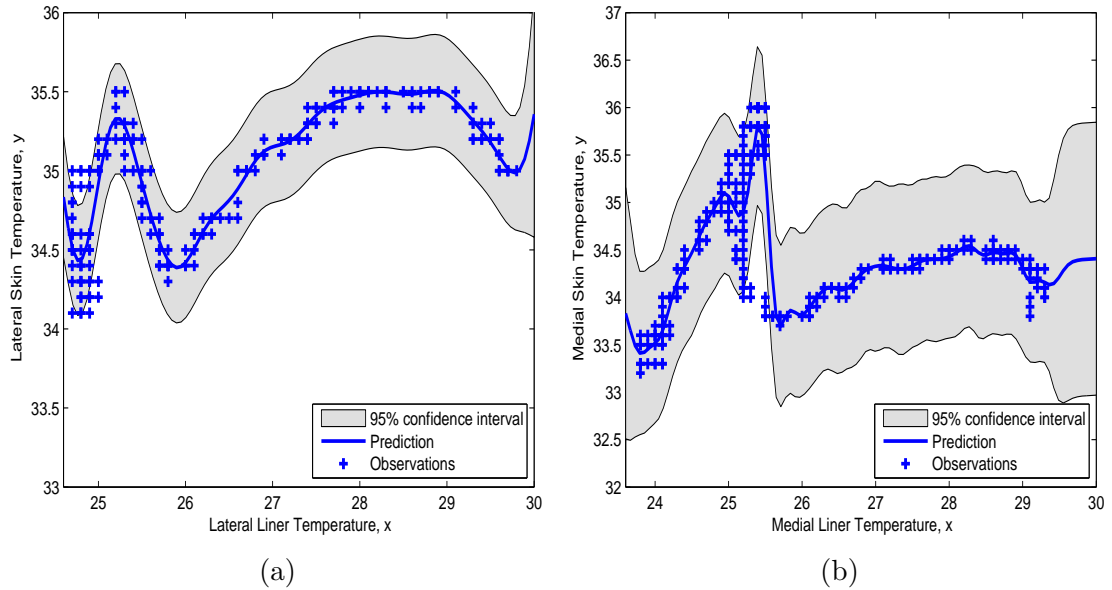 36
35.5
35
34.5
34
33.5
33
25
26
27
28
29
30
Lateral Skin Temperature, y
Lateral Liner Temperature, x
95% confidence interval
Prediction
Observations
(a)
37
36.5
36
35.5
35
34.5
34
33.5
33
32.5
32
24
25
26
27
28
29
30
Medial Skin Temperature, y
Medial Liner Temperature, x
95% confidence interval
Prediction
Observations
(b)